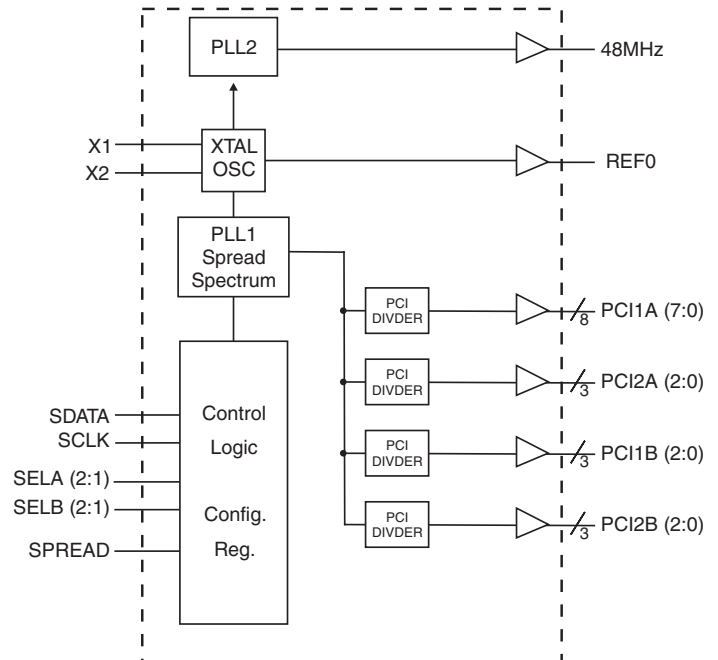 PLL2
48MHz
X1
X2
XTAL
OSC
REF0
PLL1
Spread
Spectrum
PCI
DIVDER
8
PCI1A (7:0)
PCI
DIVDER
3
PCI2A (2:0)
PCI
DIVDER
3
PCI1B (2:0)
PCI
DIVDER
3
PCI2B (2:0)
SDATA
SCLK
SELA (2:1)
SELB (2:1)
SPREAD
Control
Logic
Config.
Reg.